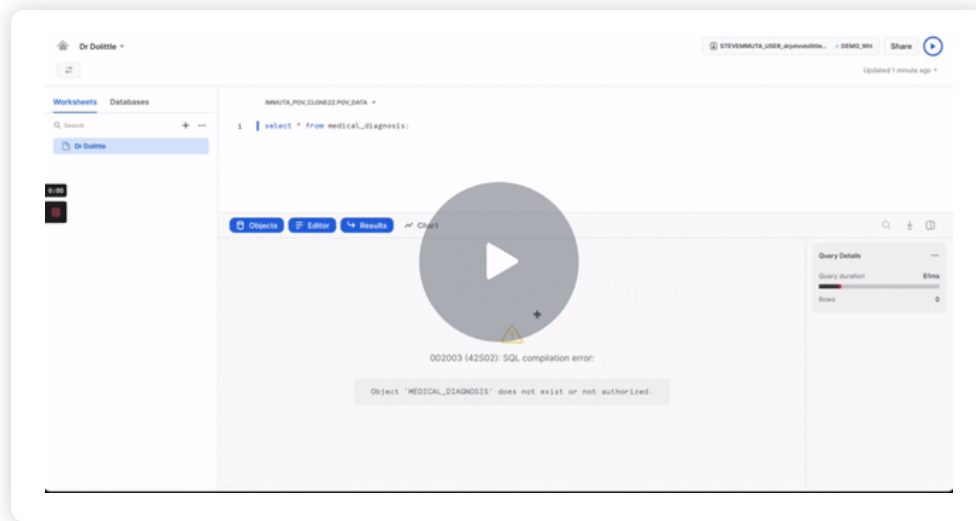 Dr Dolittle
DEMO_WH
Share
Updated 1 minute ago
Worksheets Databases
IMMUTA_POV_CLONE22.POV_DATA
Search
1 select * from medical_diagnosis;
Dr Dolittle
0:00
Objects Editor Results Chart
Query Details
Query duration 61ms
Rows 0
002003 (42S02): SQL compilation error:
Object 'MEDICAL_DIAGNOSIS' does not exist or not authorized.